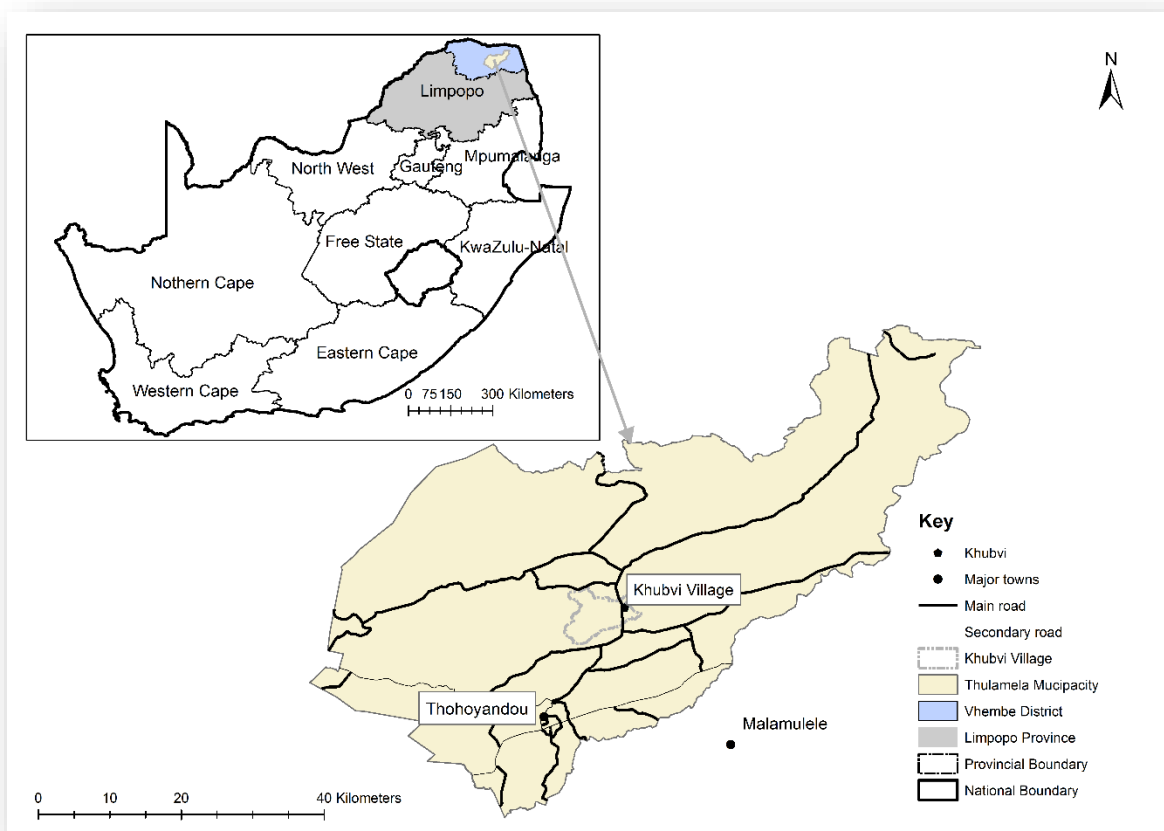 N
Limpopo
North West
Gauteng
Mpumalanga
Free State
KwaZulu-Natal
Nothern Cape
Eastern Cape
Western Cape
0 75 150 300 Kilometers
Khubvi Village
Thohoyandou
Malamulele
Key
Khubvi
Major towns
Main road
Secondary road
Khubvi Village
Thulamela Mucipacity
Vhembe District
Limpopo Province
Provincial Boundary
National Boundary
0 10 20 40 Kilometers